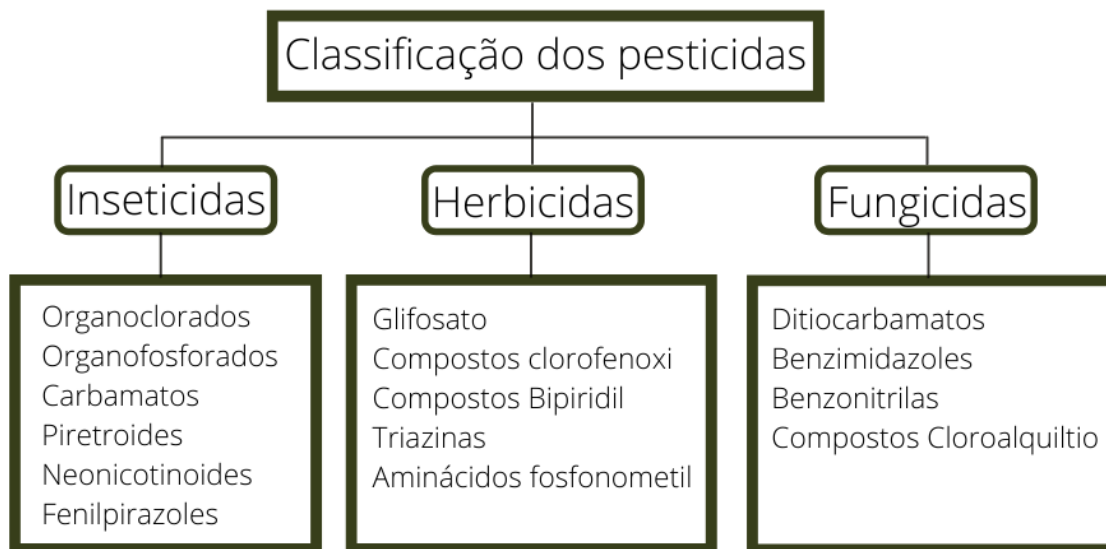 Classificação dos pesticidas
Inseticidas
Herbicidas
Fungicidas
Organoclorados
Organofosforados
Carbamatos
Piretroides
Neonicotinoides
Fenilpirazoles
Glifosato
Compostos clorofenoxi
Compostos Bipiridil
Triazinas
Aminácidos fosfonometil
Ditiocarbamatos
Benzimidazoles
Benzonitrilas
Compostos Cloroalquiltio